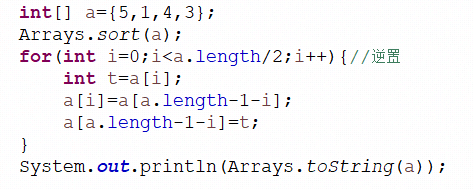 int[] a={5,1,4,3};
Arrays.sort(a);
for(int i=0;i<a.length/2;i++){//逆置
    int t=a[i];
    a[i]=a[a.length-1-i];
    a[a.length-1-i]=t;
}
System.out.println(Arrays.toString(a));